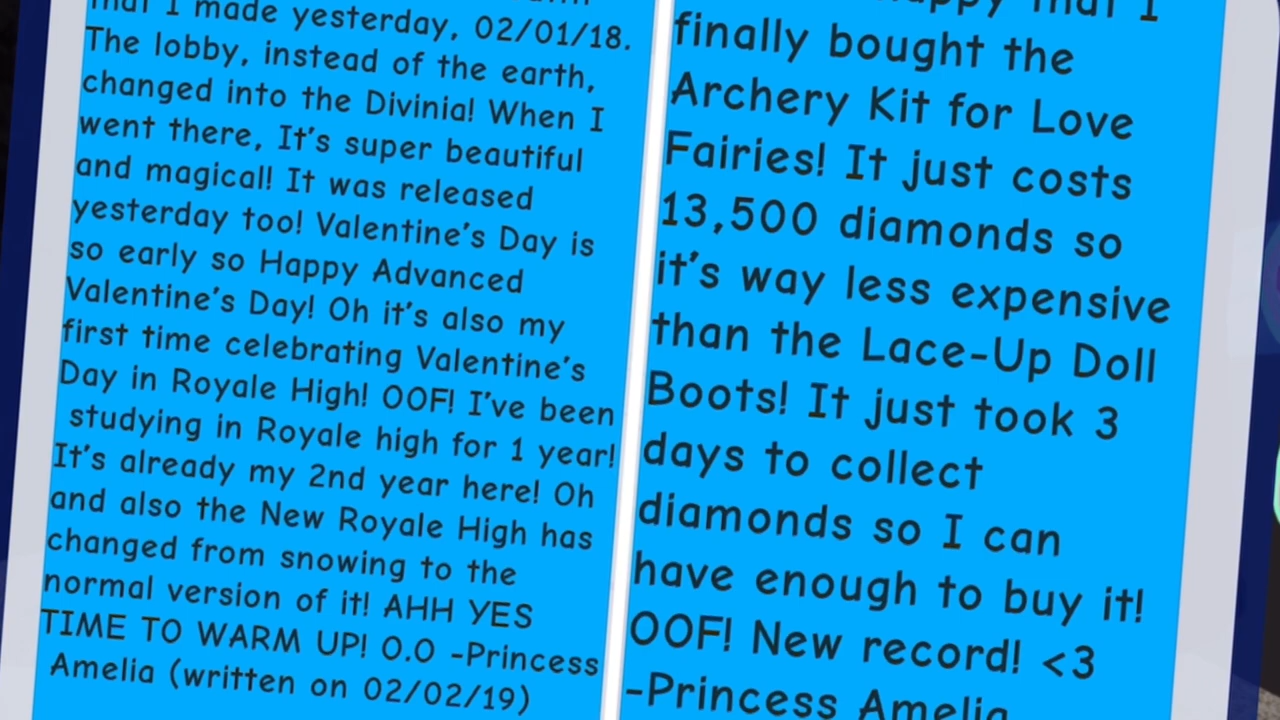 that I made yesterday, 02/01/18.
The lobby, instead of the earth,
changed into the Divinia! When I
went there, It's super beautiful
and magical! It was released
yesterday too! Valentine's Day is
so early so Happy Advanced
Valentine's Day! Oh it's also my
first time celebrating Valentine's
Day in Royale High! OOF! I've been
studying in Royale high for 1 year!
It's already my 2nd year here! Oh
and also the New Royale High has
changed from snowing to the
normal version of it! AHH YES
TIME TO WARM UP! 0.0 -Princess
Amelia (written on 02/02/19)
happy that I
finally bought the
Archery Kit for Love
Fairies! It just costs
13,500 diamonds so
it's way less expensive
than the Lace-Up Doll
Boots! It just took 3
days to collect
diamonds so I can
have enough to buy it!
OOF! New record! <3
-Princess Amelia